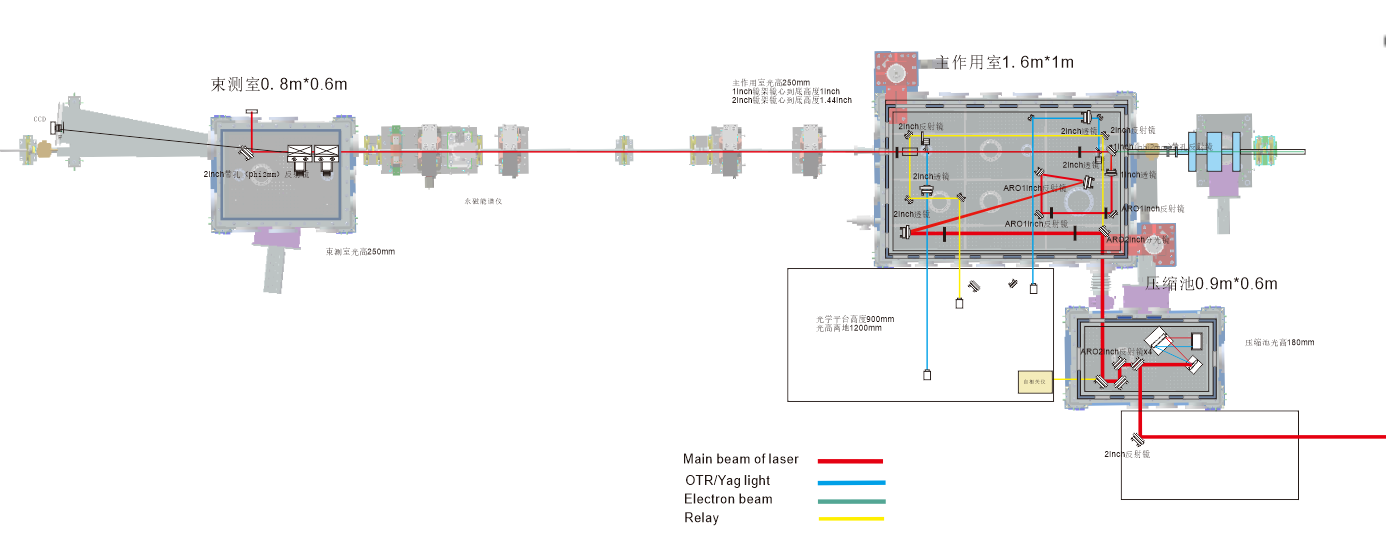 主作用室1.6m*1m
束测室0.8m*0.6m
主作用室光高250mm
1inch镜架镜心到底高度1inch
2inch镜架镜心到底高度1.44inch
CCD
2inch反射镜
2inch透镜
2inch反射镜
2inch带孔(phi3mm)反射镜
2inch透镜
2inch透镜
1inch透镜
ARO1inch反射镜
永磁能谱仪
2inch透镜
ARO1inch反射镜
ARO1inch反射镜
ARO2inch分光镜
束测室光高250mm
压缩池0.9m*0.6m
光学平台高度900mm
光高离地1200mm
压缩池光高160mm
ARO2inch反射镜x4
2inch反射镜
Main beam of laser
OTR/Yag light
Electron beam
Relay